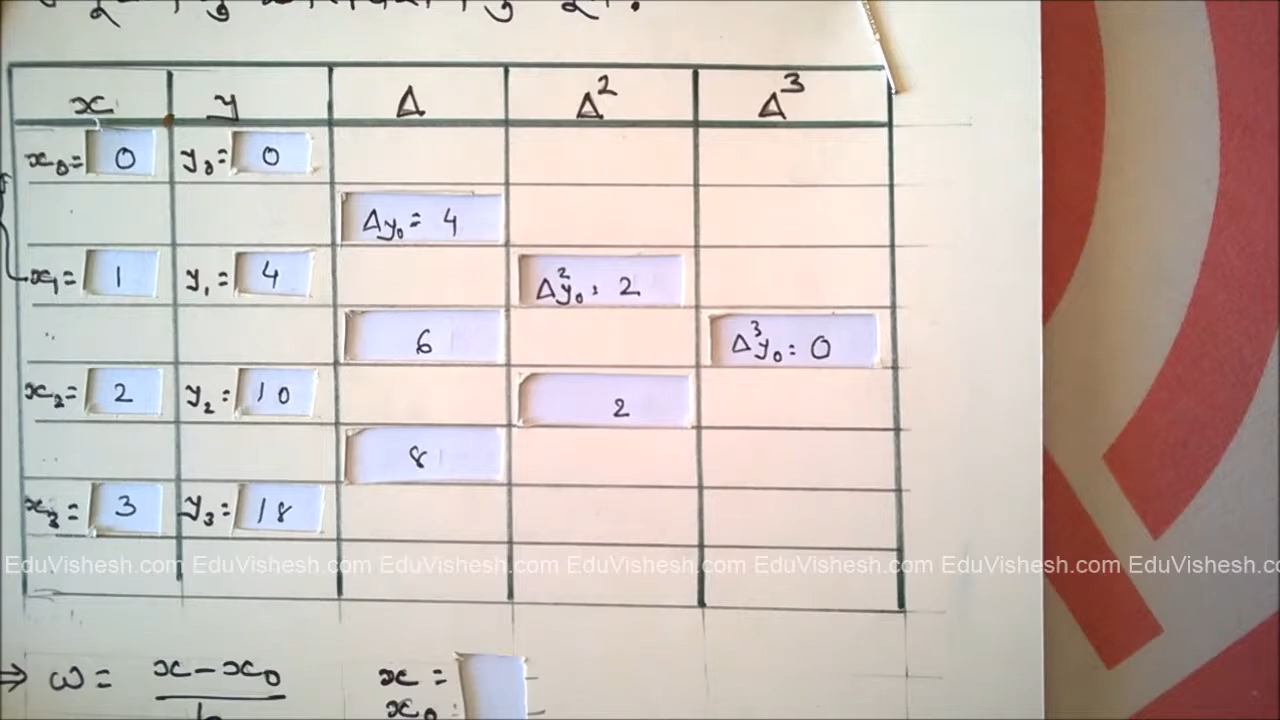 x y Δ Δ²  Δ³
x₀= 0 y₀= 0
Δy₀= 4
x₁= 1 y₁= 4
Δ²y₀: 2
6
Δ³y₀= 0
x₂= 2 y₂= 10
2
8
x₃= 3 y₃= 18
EduVishesh.com EduVishesh.com EduVishesh.com EduVishesh.com EduVishesh.com EduVishesh.com EduVishesh.com
⇒ ω = x - x₀ x =
x₀